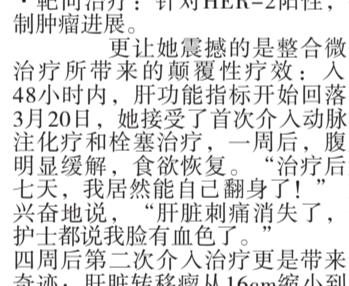 ·靶向治疗：针对HER-2阳性，
制肿瘤进展。
更让她震撼的是整合微
治疗所带来的颠覆性疗效：入
48小时内，肝功能指标开始回落
3月20日，她接受了首次介入动脉
注化疗和栓塞治疗，一周后，腹
明显缓解，食欲恢复。“治疗后
七天，我居然能自己翻身了！”
兴奋地说，“肝脏刺痛消失了，
护士都说我脸有血色了。”
四周后第二次介入治疗更是带来
奇迹：肝脏转移瘤从16cm缩小到